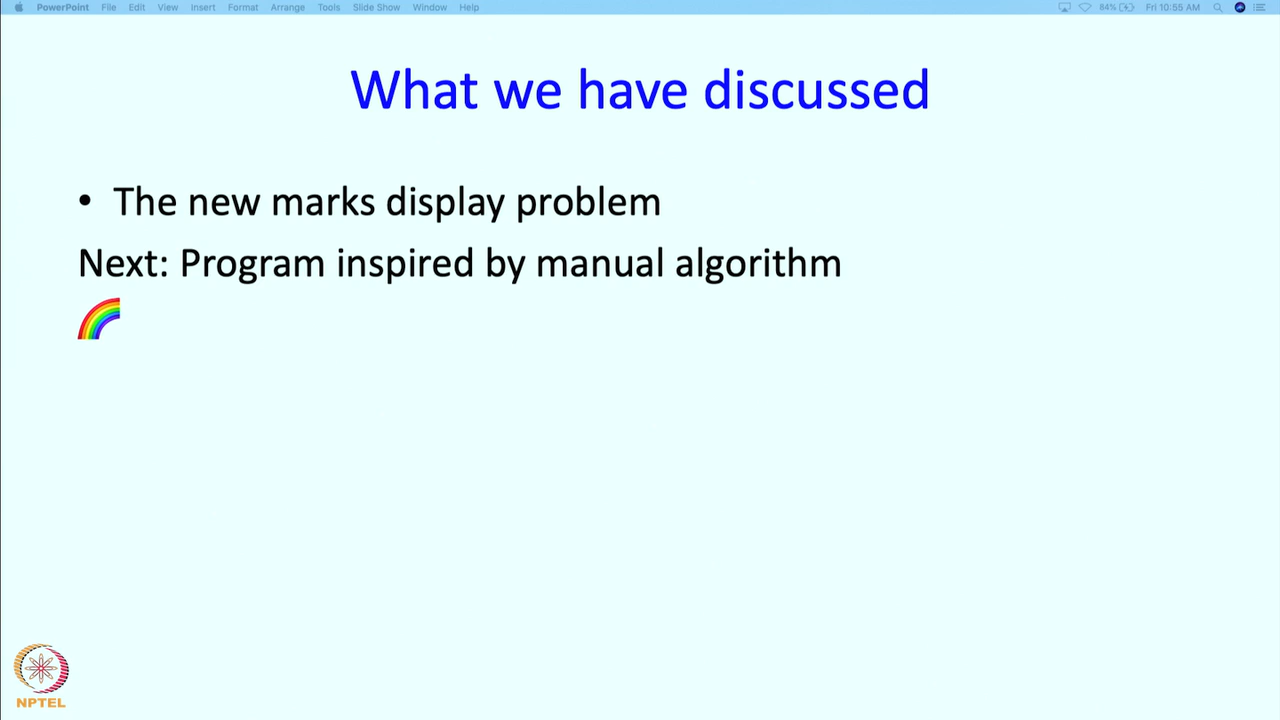 PowerPoint File Edit View Insert Format Arrange Tools Slide Show Window Help 84% Fri 10:55 AM
What we have discussed
• The new marks display problem
Next: Program inspired by manual algorithm
NPTEL